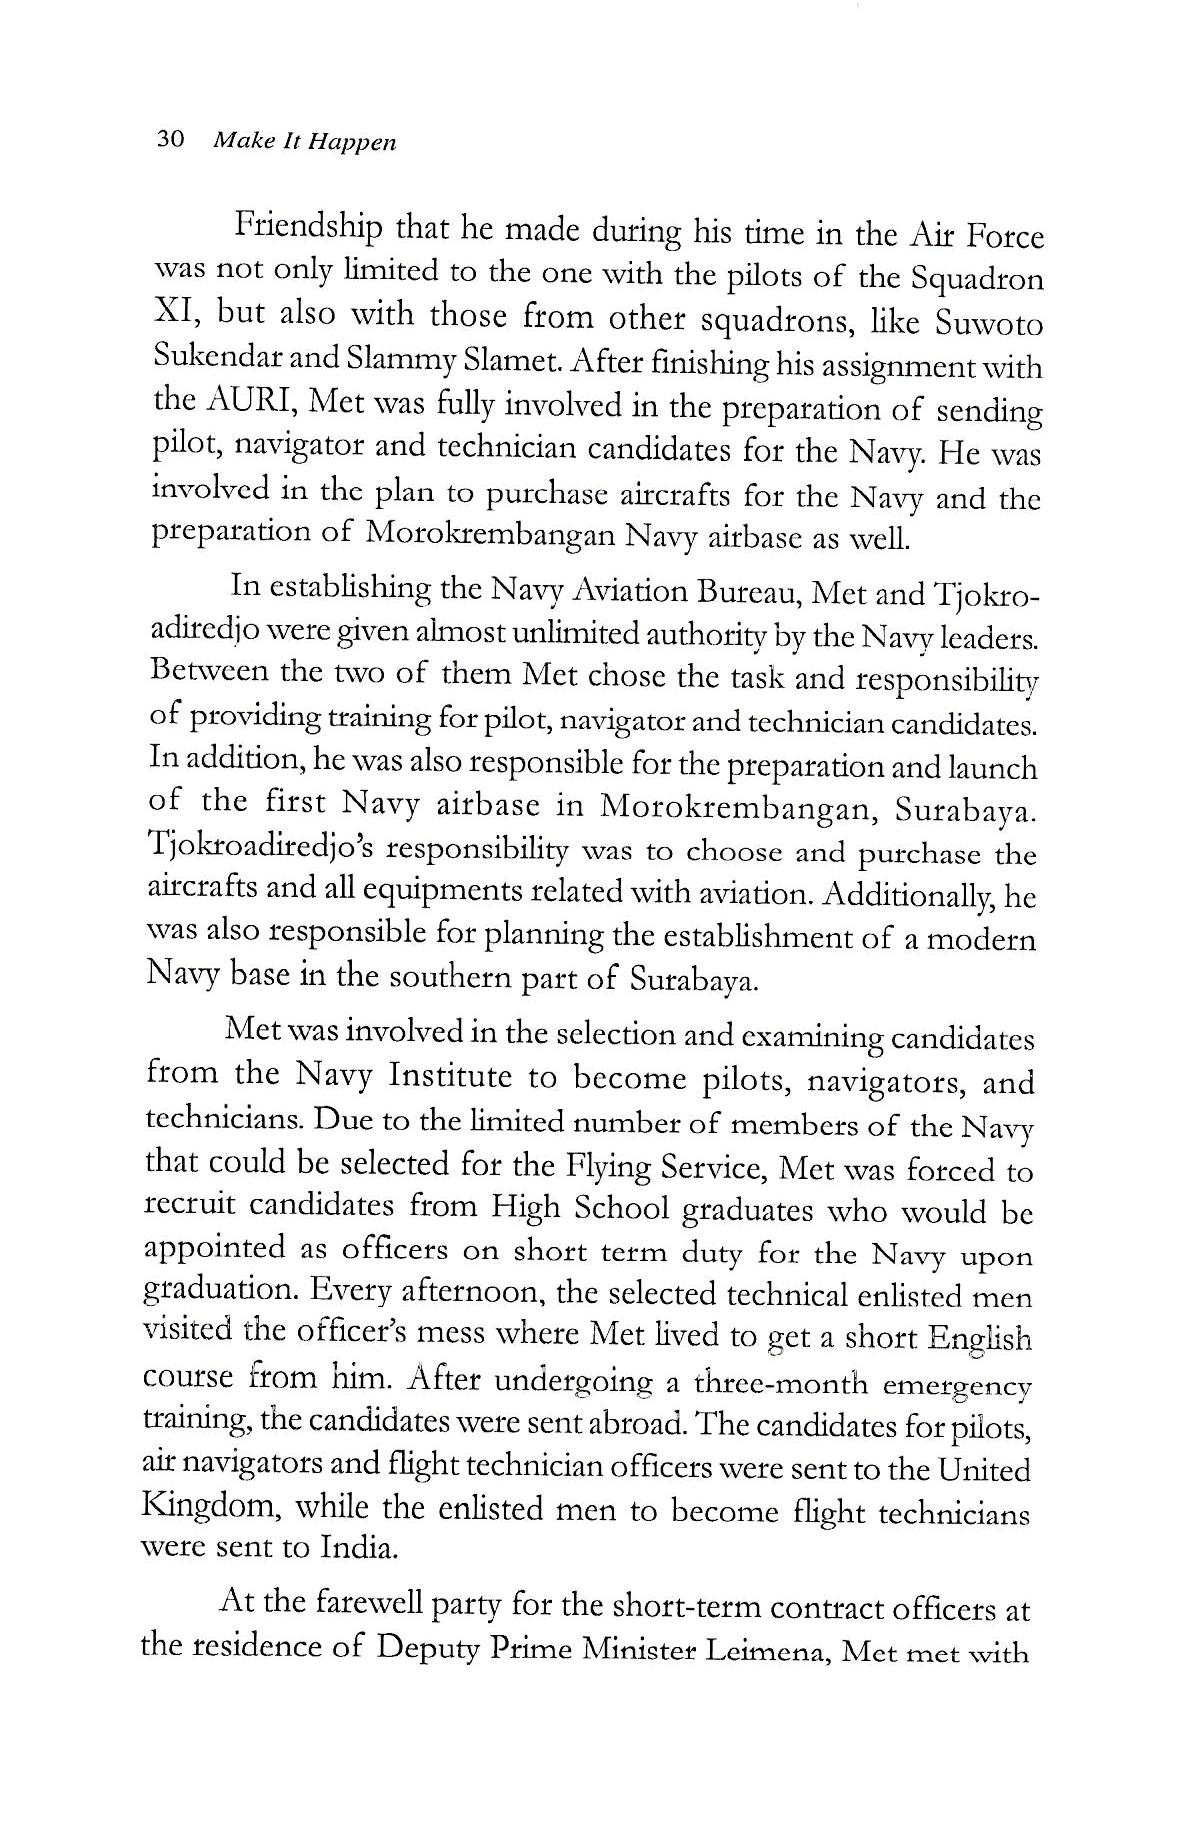 30 Make It Happen
Friendship that he made during his time in the Air Force
was not only limited to the one with the pilots of the Squadron
XI, but also with those from other squadrons, like Suwoto
Sukendar and Slammy Slamet. After finishing his assignment with
the AURI, Met was fully involved in the preparation of sending
pilot, navigator and technician candidates for the Navy. He was
involved in the plan to purchase aircrafts for the Navy and the
preparation of Morokrembangan Navy airbase as well.
In establishing the Navy Aviation Bureau, Met and Tjokro-
adiredjo were given almost unlimited authority by the Navy leaders.
Between the two of them Met chose the task and responsibility
of providing training for pilot, navigator and technician candidates.
In addition, he was also responsible for the preparation and launch
of the first Navy airbase in Morokrembangan, Surabaya.
Tjokroadiredjo's responsibility was to choose and purchase the
aircrafts and all equipments related with aviation. Additionally, he
was also responsible for planning the establishment of a modern
Navy base in the southern part of Surabaya.
Met was involved in the selection and examining candidates
from the Navy Institute to become pilots, navigators, and
technicians. Due to the limited number of members of the Navy
that could be selected for the Flying Service, Met was forced to
recruit candidates from High School graduates who would be
appointed as officers on short term duty for the Navy upon
graduation. Every afternoon, the selected technical enlisted men
visited the officer's mess where Met lived to get a short English
course from him. After undergoing a three-month emergency
training, the candidates were sent abroad. The candidates for pilots,
air navigators and flight technician officers were sent to the United
Kingdom, while the enlisted men to become flight technicians
were sent to India.
At the farewell party for the short-term contract officers at
the residence of Deputy Prime Minister Leimena, Met met with